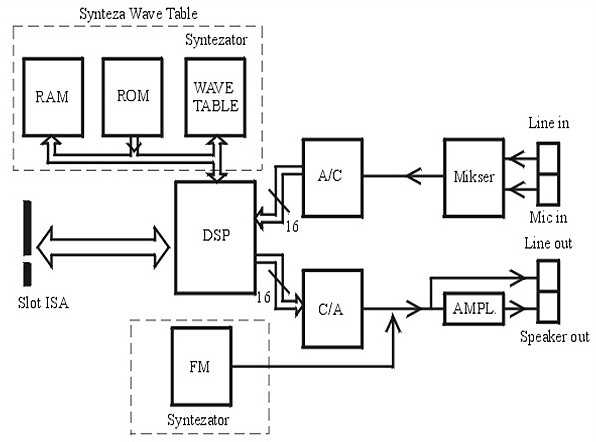 Synteza Wave Table
Syntezator
RAM
ROM
WAVE
TABLE
Line in
A/C
Mikser
16
Mic in
DSP
Line out
Slot ISA
16
C/A
AMPL.
Speaker out
FM
Syntezator